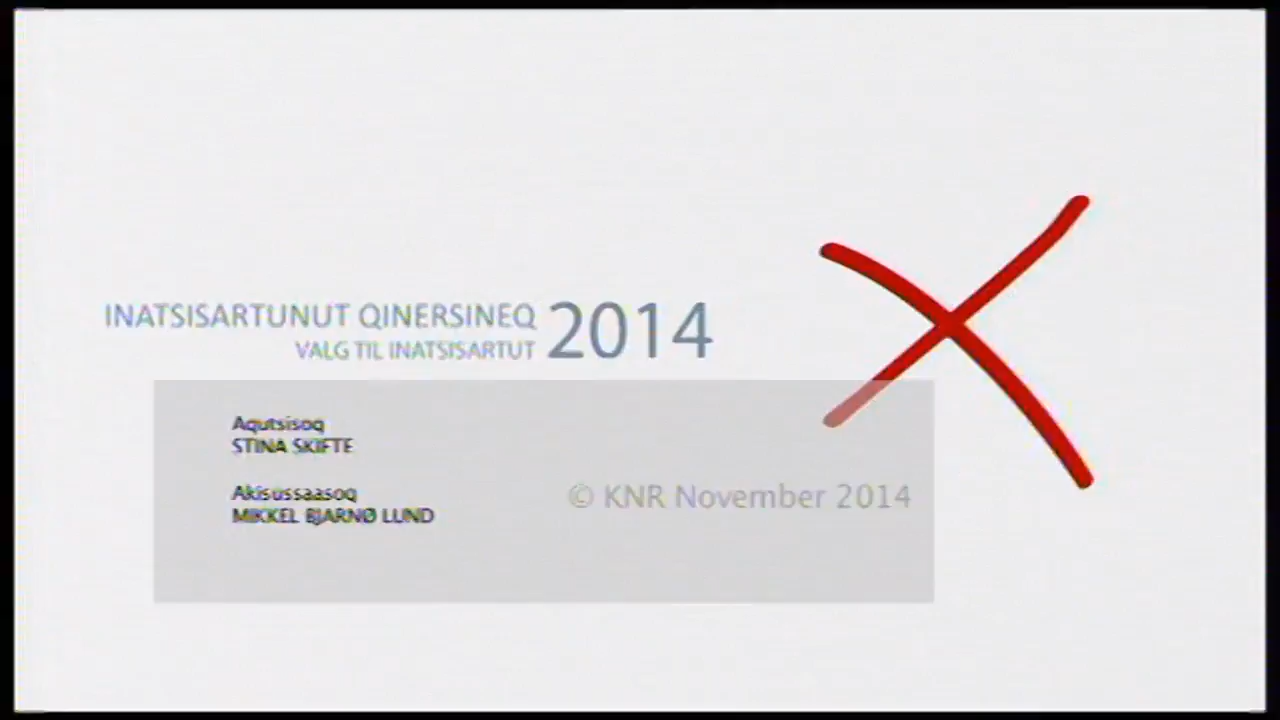 INATSISARTUNUT QINERSINEQ 2014
VALG TIL INATSISARTUT
Aqutsisoq
STINA SKIFTE
Akisussaasoq
MIKKEL BJARNØ LUND
© KNR November 2014